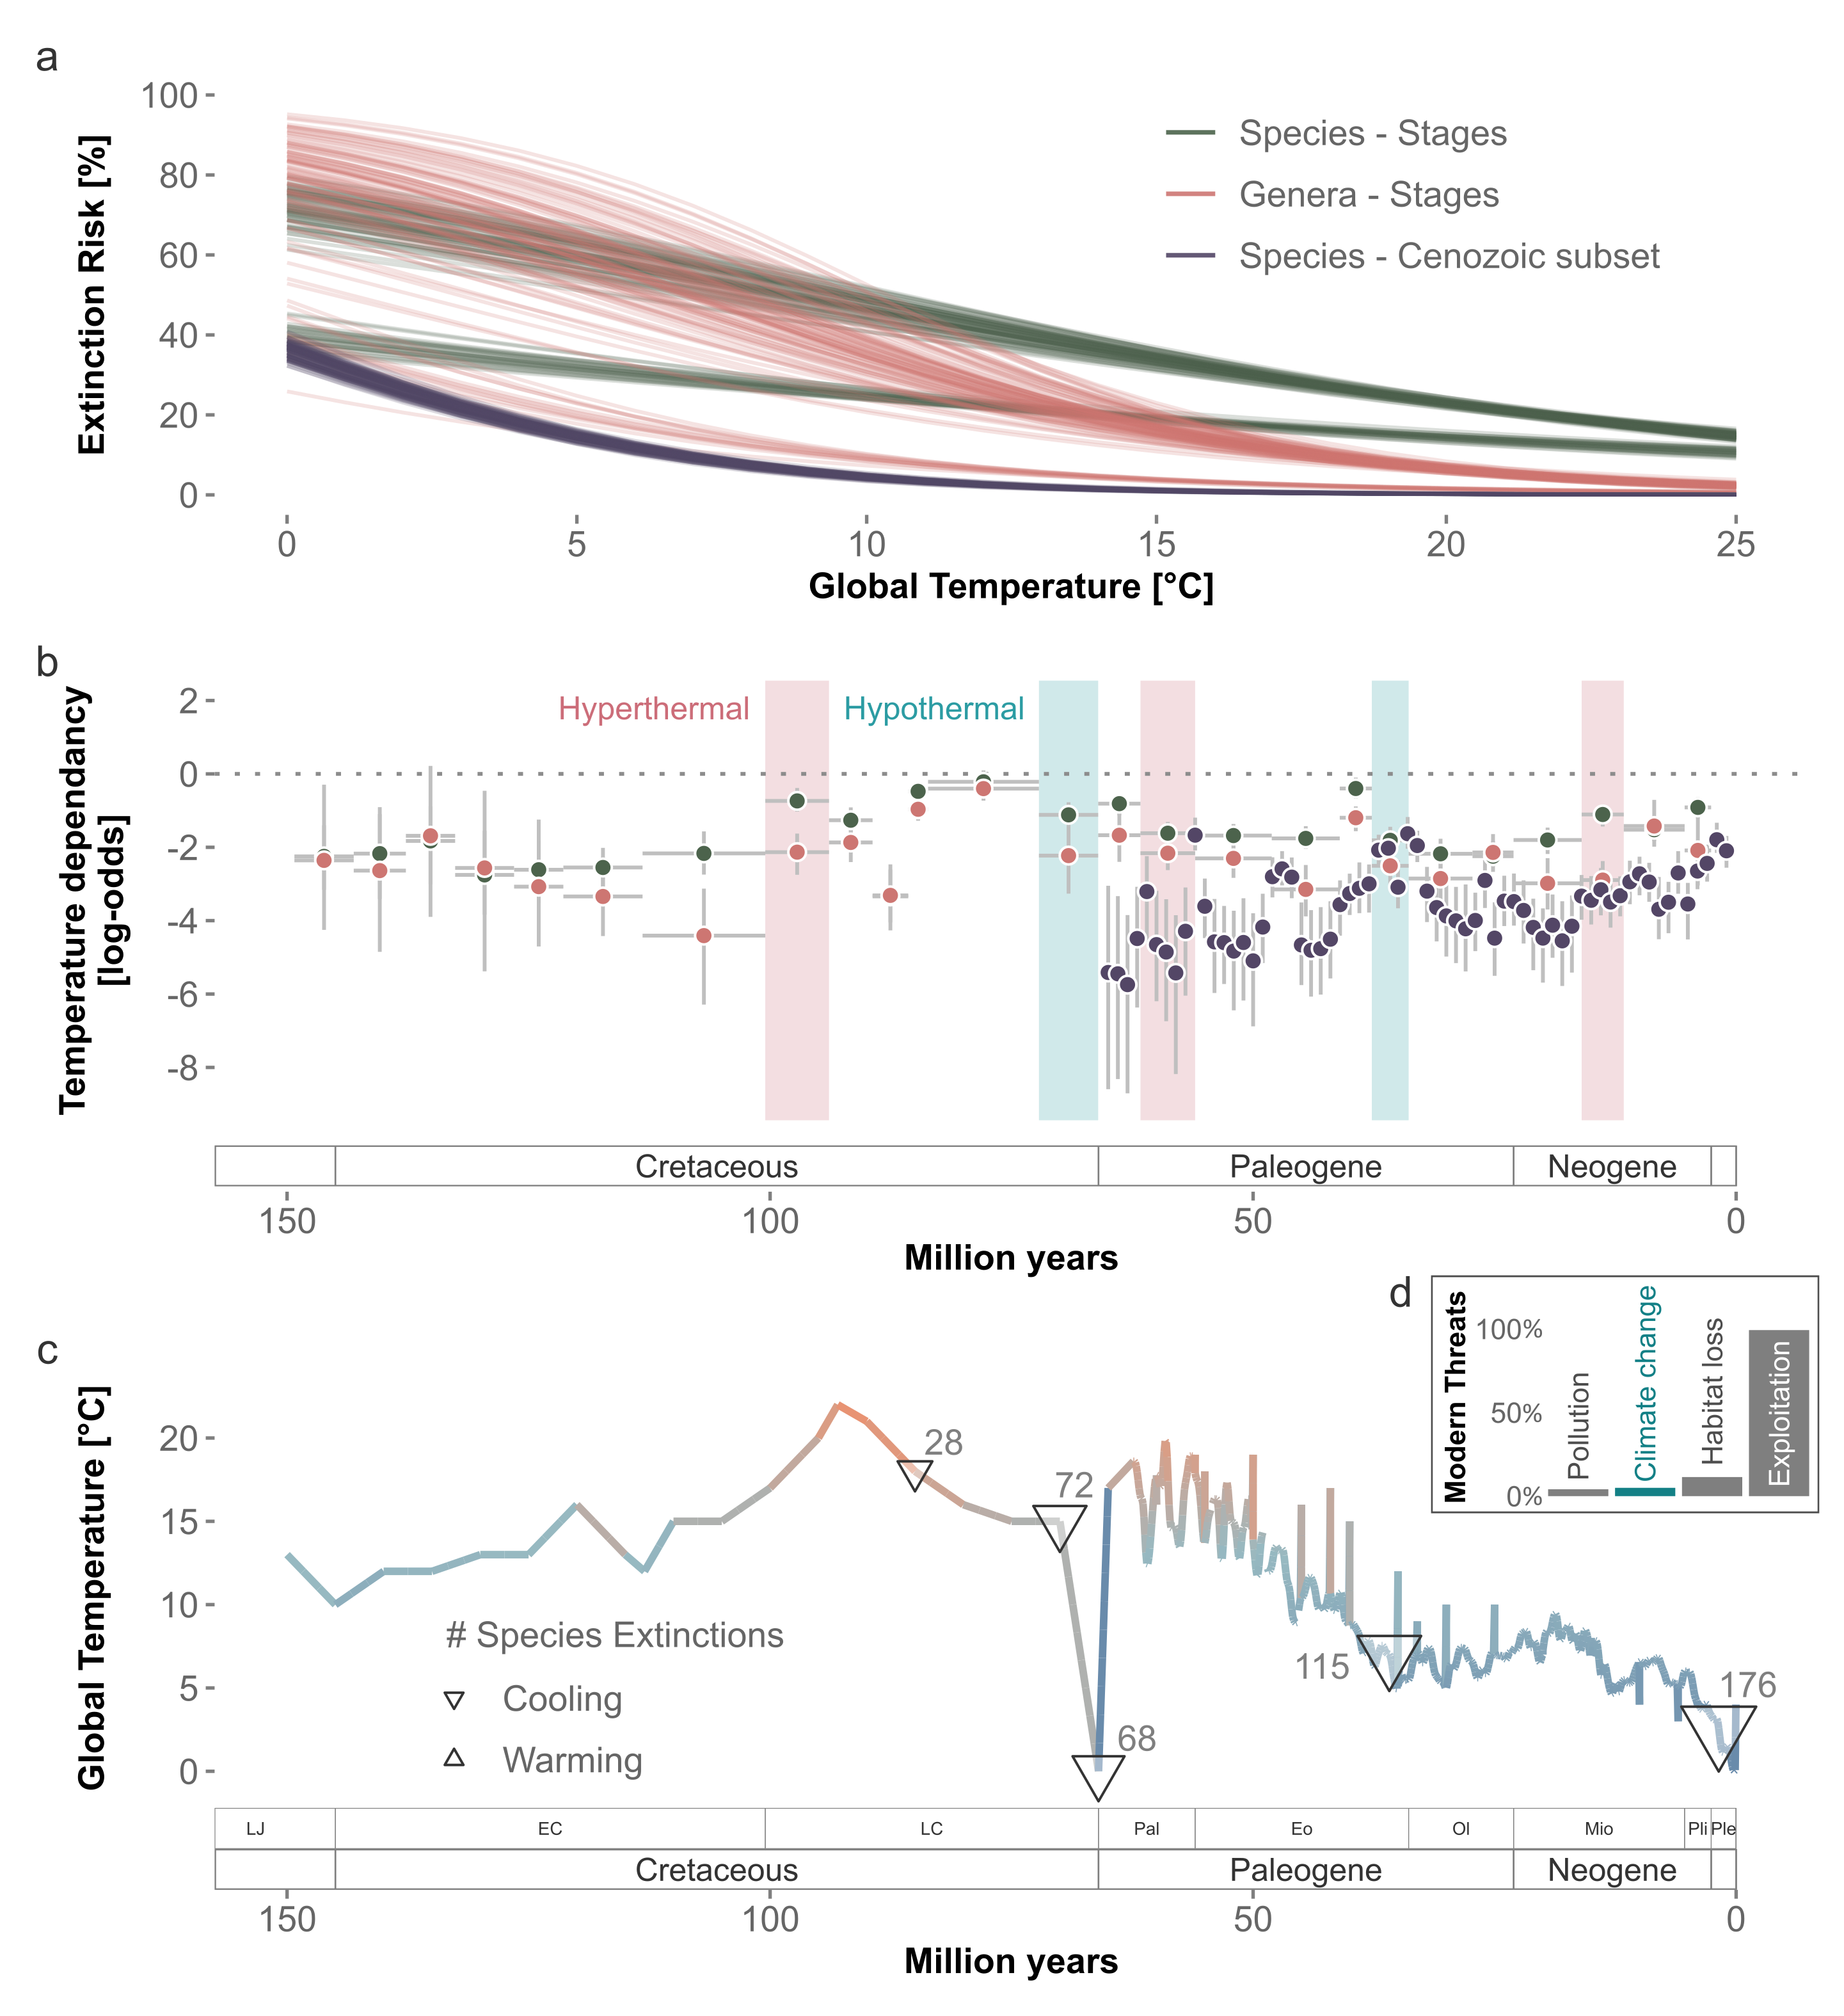 a
100
80
60
40
20
0
Extinction Risk [%]
Species - Stages
Genera - Stages
Species - Cenozoic subset
0 5 10 15 20 25
Global Temperature [°C]
b
2
0
-2
-4
-6
-8
Temperature dependancy
[log-odds]
Hyperthermal
Hypothermal
Cretaceous Paleogene Neogene
150 100 50 0
Million years
c
20
15
10
5
0
Global Temperature [°C]
28
72
68
115
176
# Species Extinctions
Cooling
Warming
LJ EC LC Pal Eo Ol Mio Pli Ple
Cretaceous Paleogene Neogene
150 100 50 0
Million years
d
Modern Threats
100%
50%
0%
Pollution
Climate change
Habitat loss
Exploitation